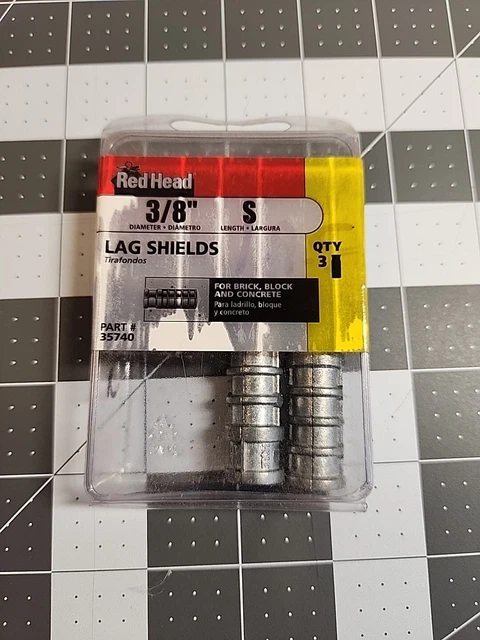 Red Head
3/8" S
DIAMETER • DIÁMETRO LENGTH • LARGURA
LAG SHIELDS
Tirafondos
QTY
3
FOR BRICK, BLOCK
AND CONCRETE
Para ladrillo, bloque
y concreto
PART #
35740